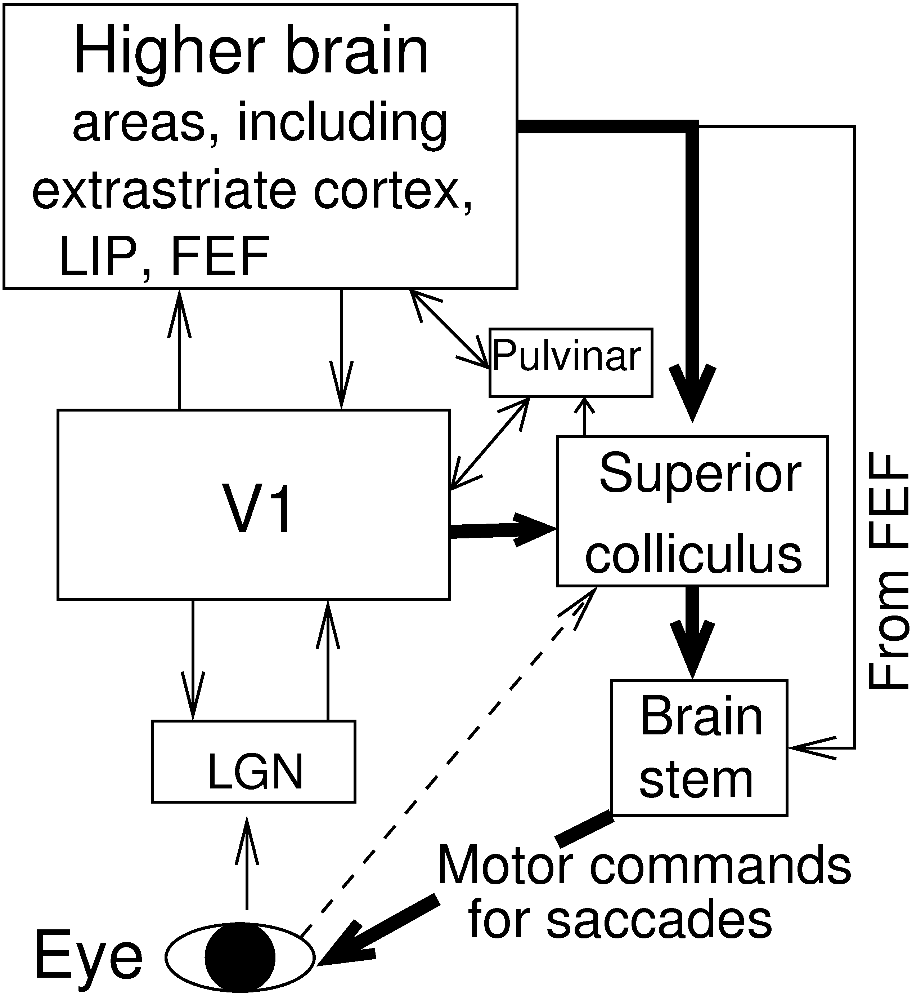 Higher brain
areas, including
extrastriate cortex,
LIP, FEF
Pulvinar
Superior
colliculus
V1
From FEF
Brain
stem
LGN
Motor commands
for saccades
Eye